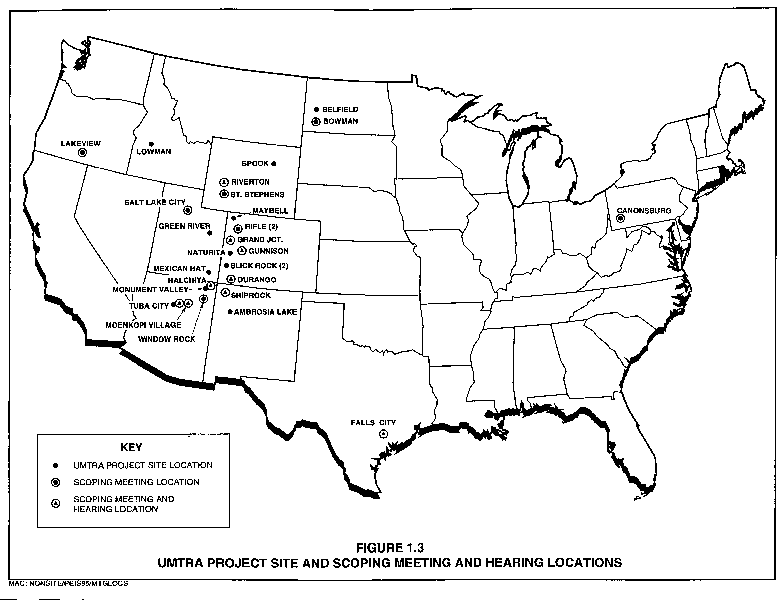 BELFIELD
BOWMAN
LAKEVIEW
LOWMAN
SPOOK
RIVERTON
ST. STEPHENS
SALT LAKE CITY
MAYBELL
GREEN RIVER
RIFLE (2)
GRAND JCT.
CANONSBURG
NATURITA
GUNNISON
MEXICAN HAT
SLICK ROCK (2)
HALCHIYA
DURANGO
MONUMENT VALLEY
SHIPROCK
TUBA CITY
AMBROSIA LAKE
MOENKOPI VILLAGE
WINDOW ROCK
FALLS CITY
KEY
UMTRA PROJECT SITE LOCATION
SCOPING MEETING LOCATION
SCOPING MEETING AND
HEARING LOCATION
FIGURE 1.3
UMTRA PROJECT SITE AND SCOPING MEETING AND HEARING LOCATIONS
MAC: NONSITE/PEIS95/MTGLOCS